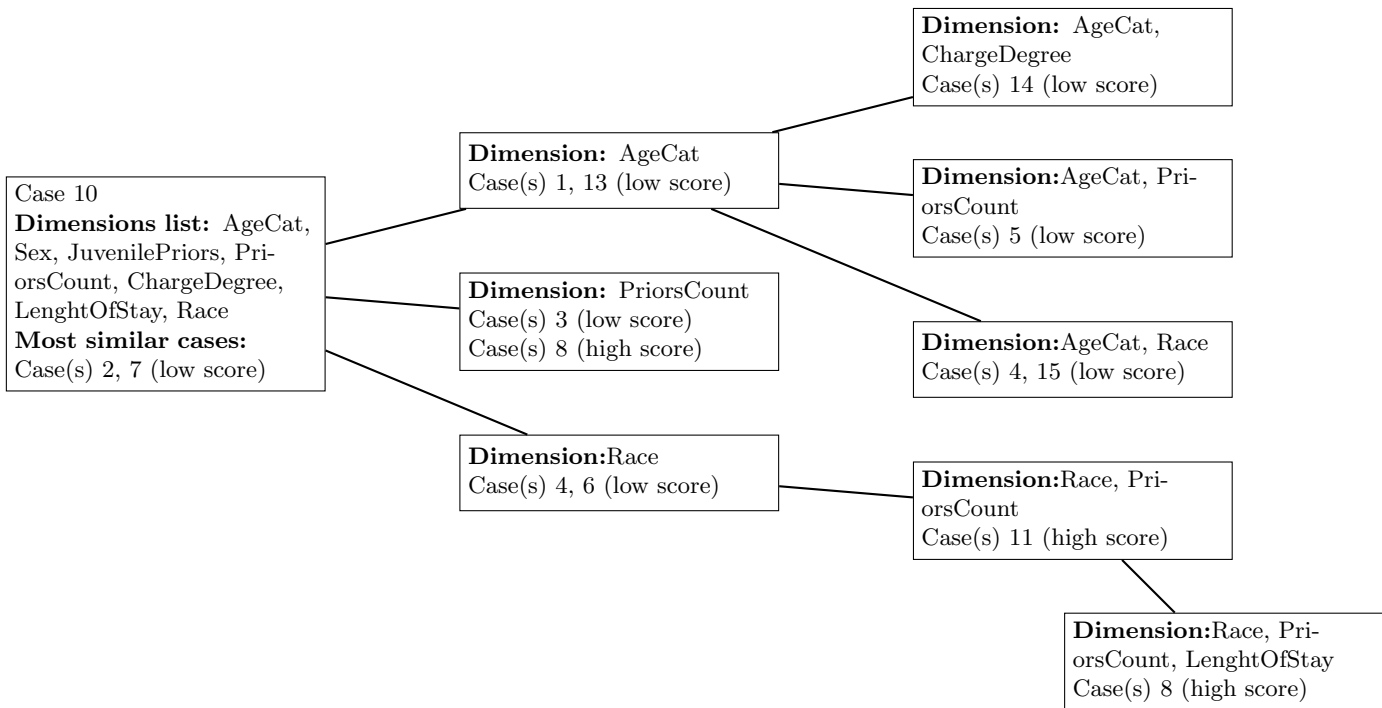 Case 10
Dimensions list: AgeCat,
Sex, JuvenilePriors, Pri-
orsCount, ChargeDegree,
LenghtOfStay, Race
Most similar cases:
Case(s) 2, 7 (low score)
Dimension: AgeCat
Case(s) 1, 13 (low score)
Dimension: PriorsCount
Case(s) 3 (low score)
Case(s) 8 (high score)
Dimension:Race
Case(s) 4, 6 (low score)
Dimension: AgeCat,
ChargeDegree
Case(s) 14 (low score)
Dimension:AgeCat, Pri-
orsCount
Case(s) 5 (low score)
Dimension:AgeCat, Race
Case(s) 4, 15 (low score)
Dimension:Race, Pri-
orsCount
Case(s) 11 (high score)
Dimension:Race, Pri-
orsCount, LenghtOfStay
Case(s) 8 (high score)